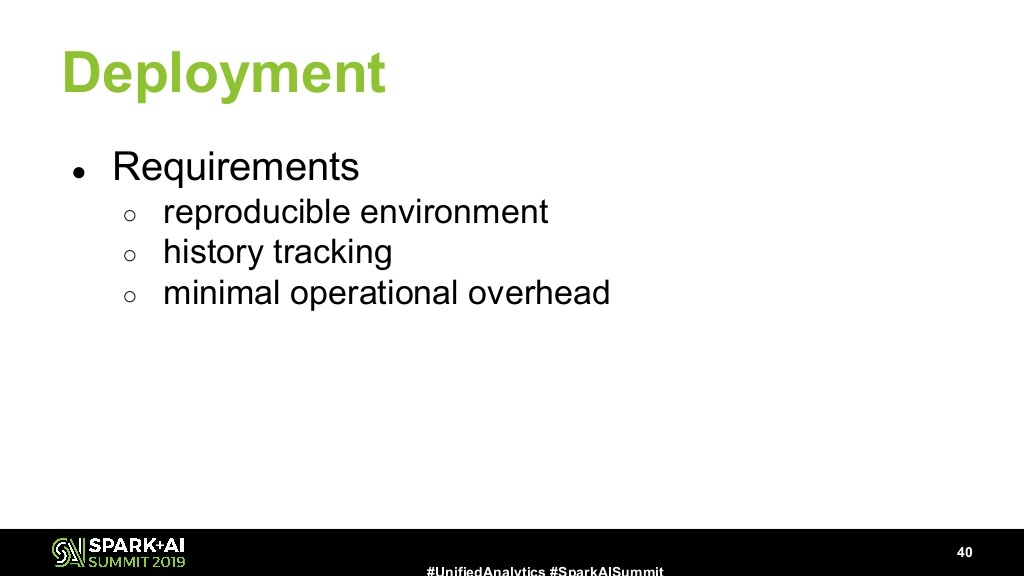 Deployment
● Requirements
○ reproducible environment
○ history tracking
○ minimal operational overhead
SPARK+AI
SUMMIT 2019
40
#UnifiedAnalytics #SparkAISummit